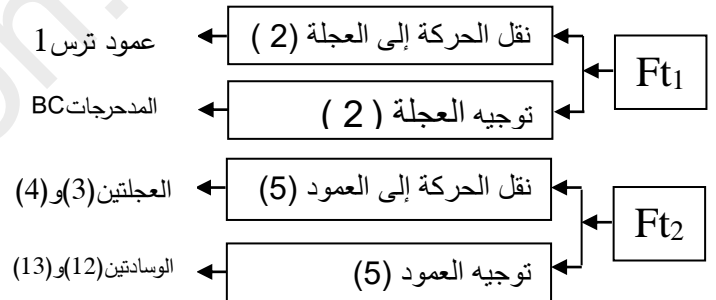 Ft1
نقل الحركة إلى العجلة (2 )
عمود ترس1
توجيه العجلة ( 2 )
المدحرجاتBC
Ft2
نقل الحركة إلى العمود (5)
العجلتين(3)و(4)
توجيه العمود (5)
الوسادتين(12)و(13)